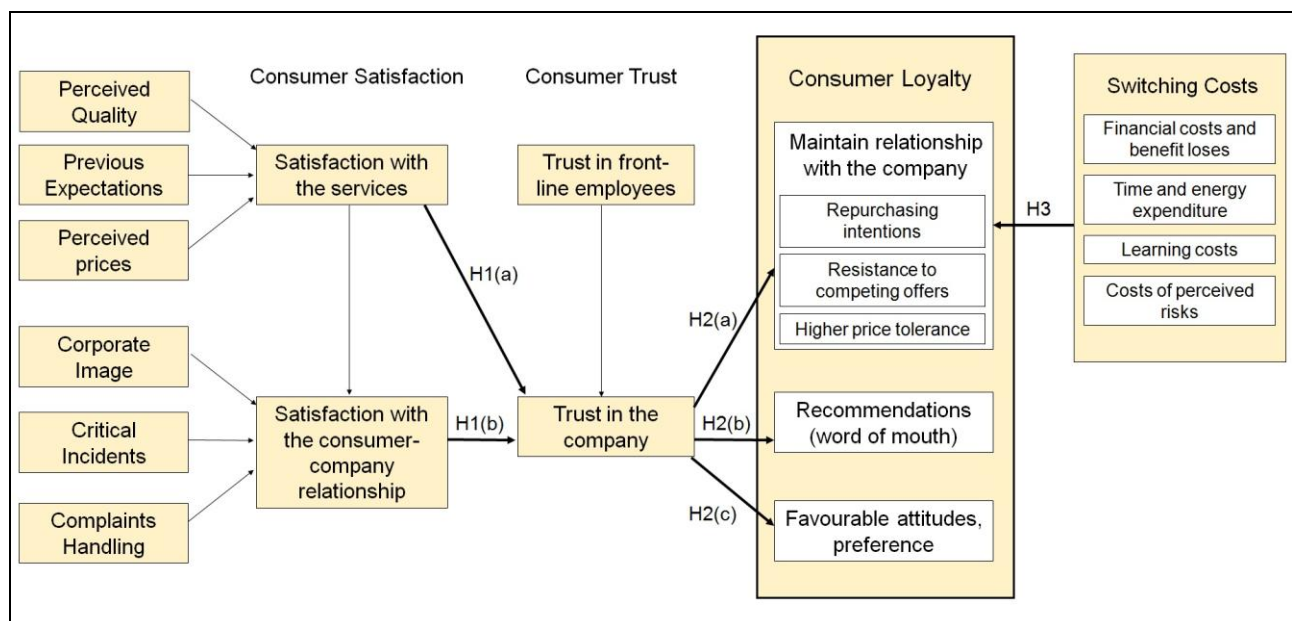 Consumer Satisfaction
Consumer Trust
Perceived
Quality
Previous
Expectations
Perceived
prices
Corporate
Image
Critical
Incidents
Complaints
Handling
Satisfaction with
the services
Satisfaction with
the consumer-
company
relationship
H1(a)
H1(b)
Trust in front-
line employees
Trust in the
company
H2(a)
H2(b)
H2(c)
Consumer Loyalty
Maintain relationship
with the company
Repurchasing
intentions
Resistance to
competing offers
Higher price tolerance
Recommendations
(word of mouth)
Favourable attitudes,
preference
H3
Switching Costs
Financial costs and
benefit loses
Time and energy
expenditure
Learning costs
Costs of perceived
risks